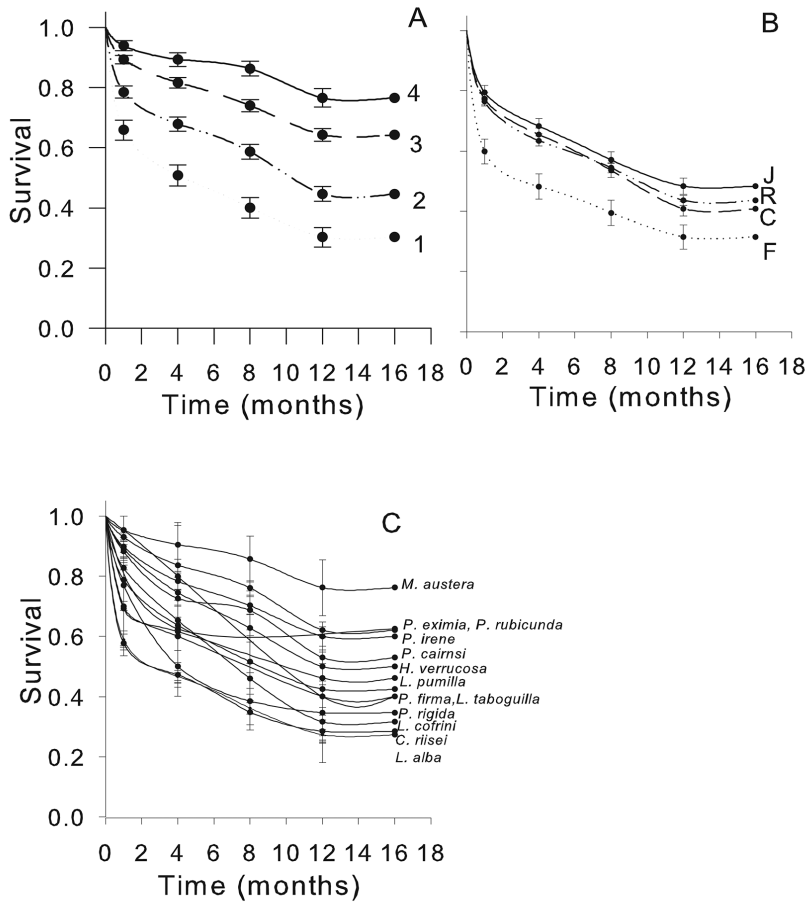 A
Survival
1.0
0.8
0.6
0.4
0.2
0.0
4
3
2
1
0 2 4 6 8 10 12 14 16 18
Time (months)
B
J
R
C
F
0 2 4 6 8 10 12 14 16 18
Time (months)
C
Survival
1.0
0.8
0.6
0.4
0.2
0.0
M. austera
P. eximia, P. rubicunda
P. irene
P. cairnsi
H. verrucosa
L. pumilla
P. firma,L. taboguilla
P. rigida
L. cofrini
C. riisei
L. alba
0 2 4 6 8 10 12 14 16 18
Time (months)